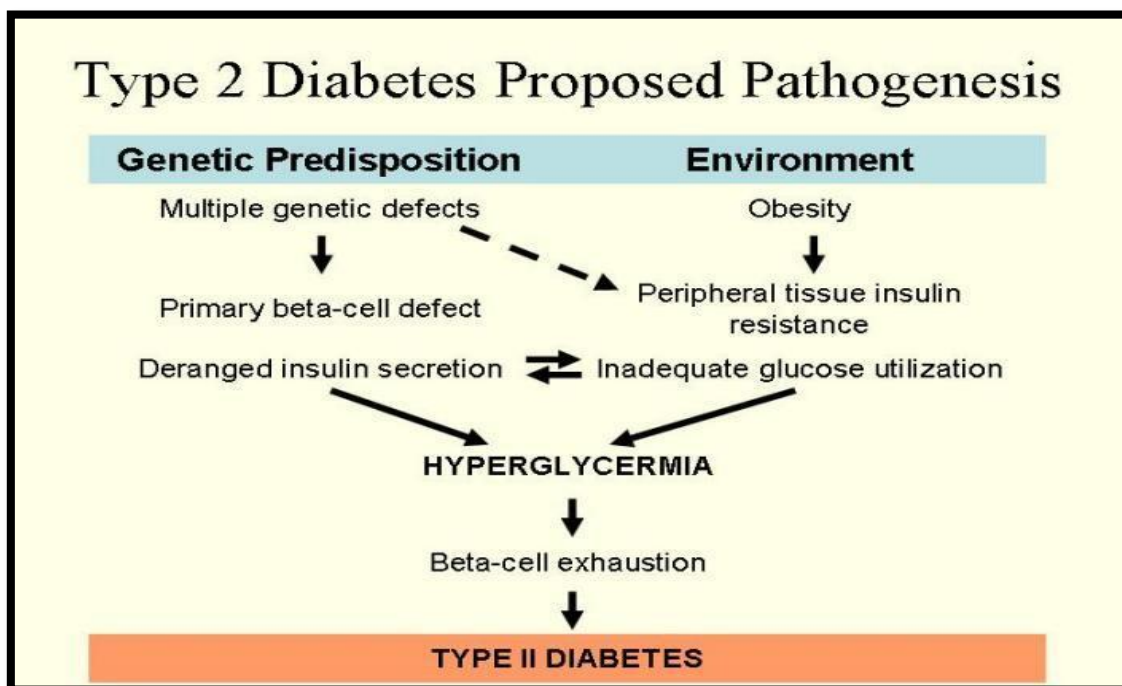 Type 2 Diabetes Proposed Pathogenesis
Genetic Predisposition
Environment
Multiple genetic defects
Obesity
Primary beta-cell defect
Peripheral tissue insulin
resistance
Deranged insulin secretion
Inadequate glucose utilization
HYPERGLYCERMIA
Beta-cell exhaustion
TYPE II DIABETES